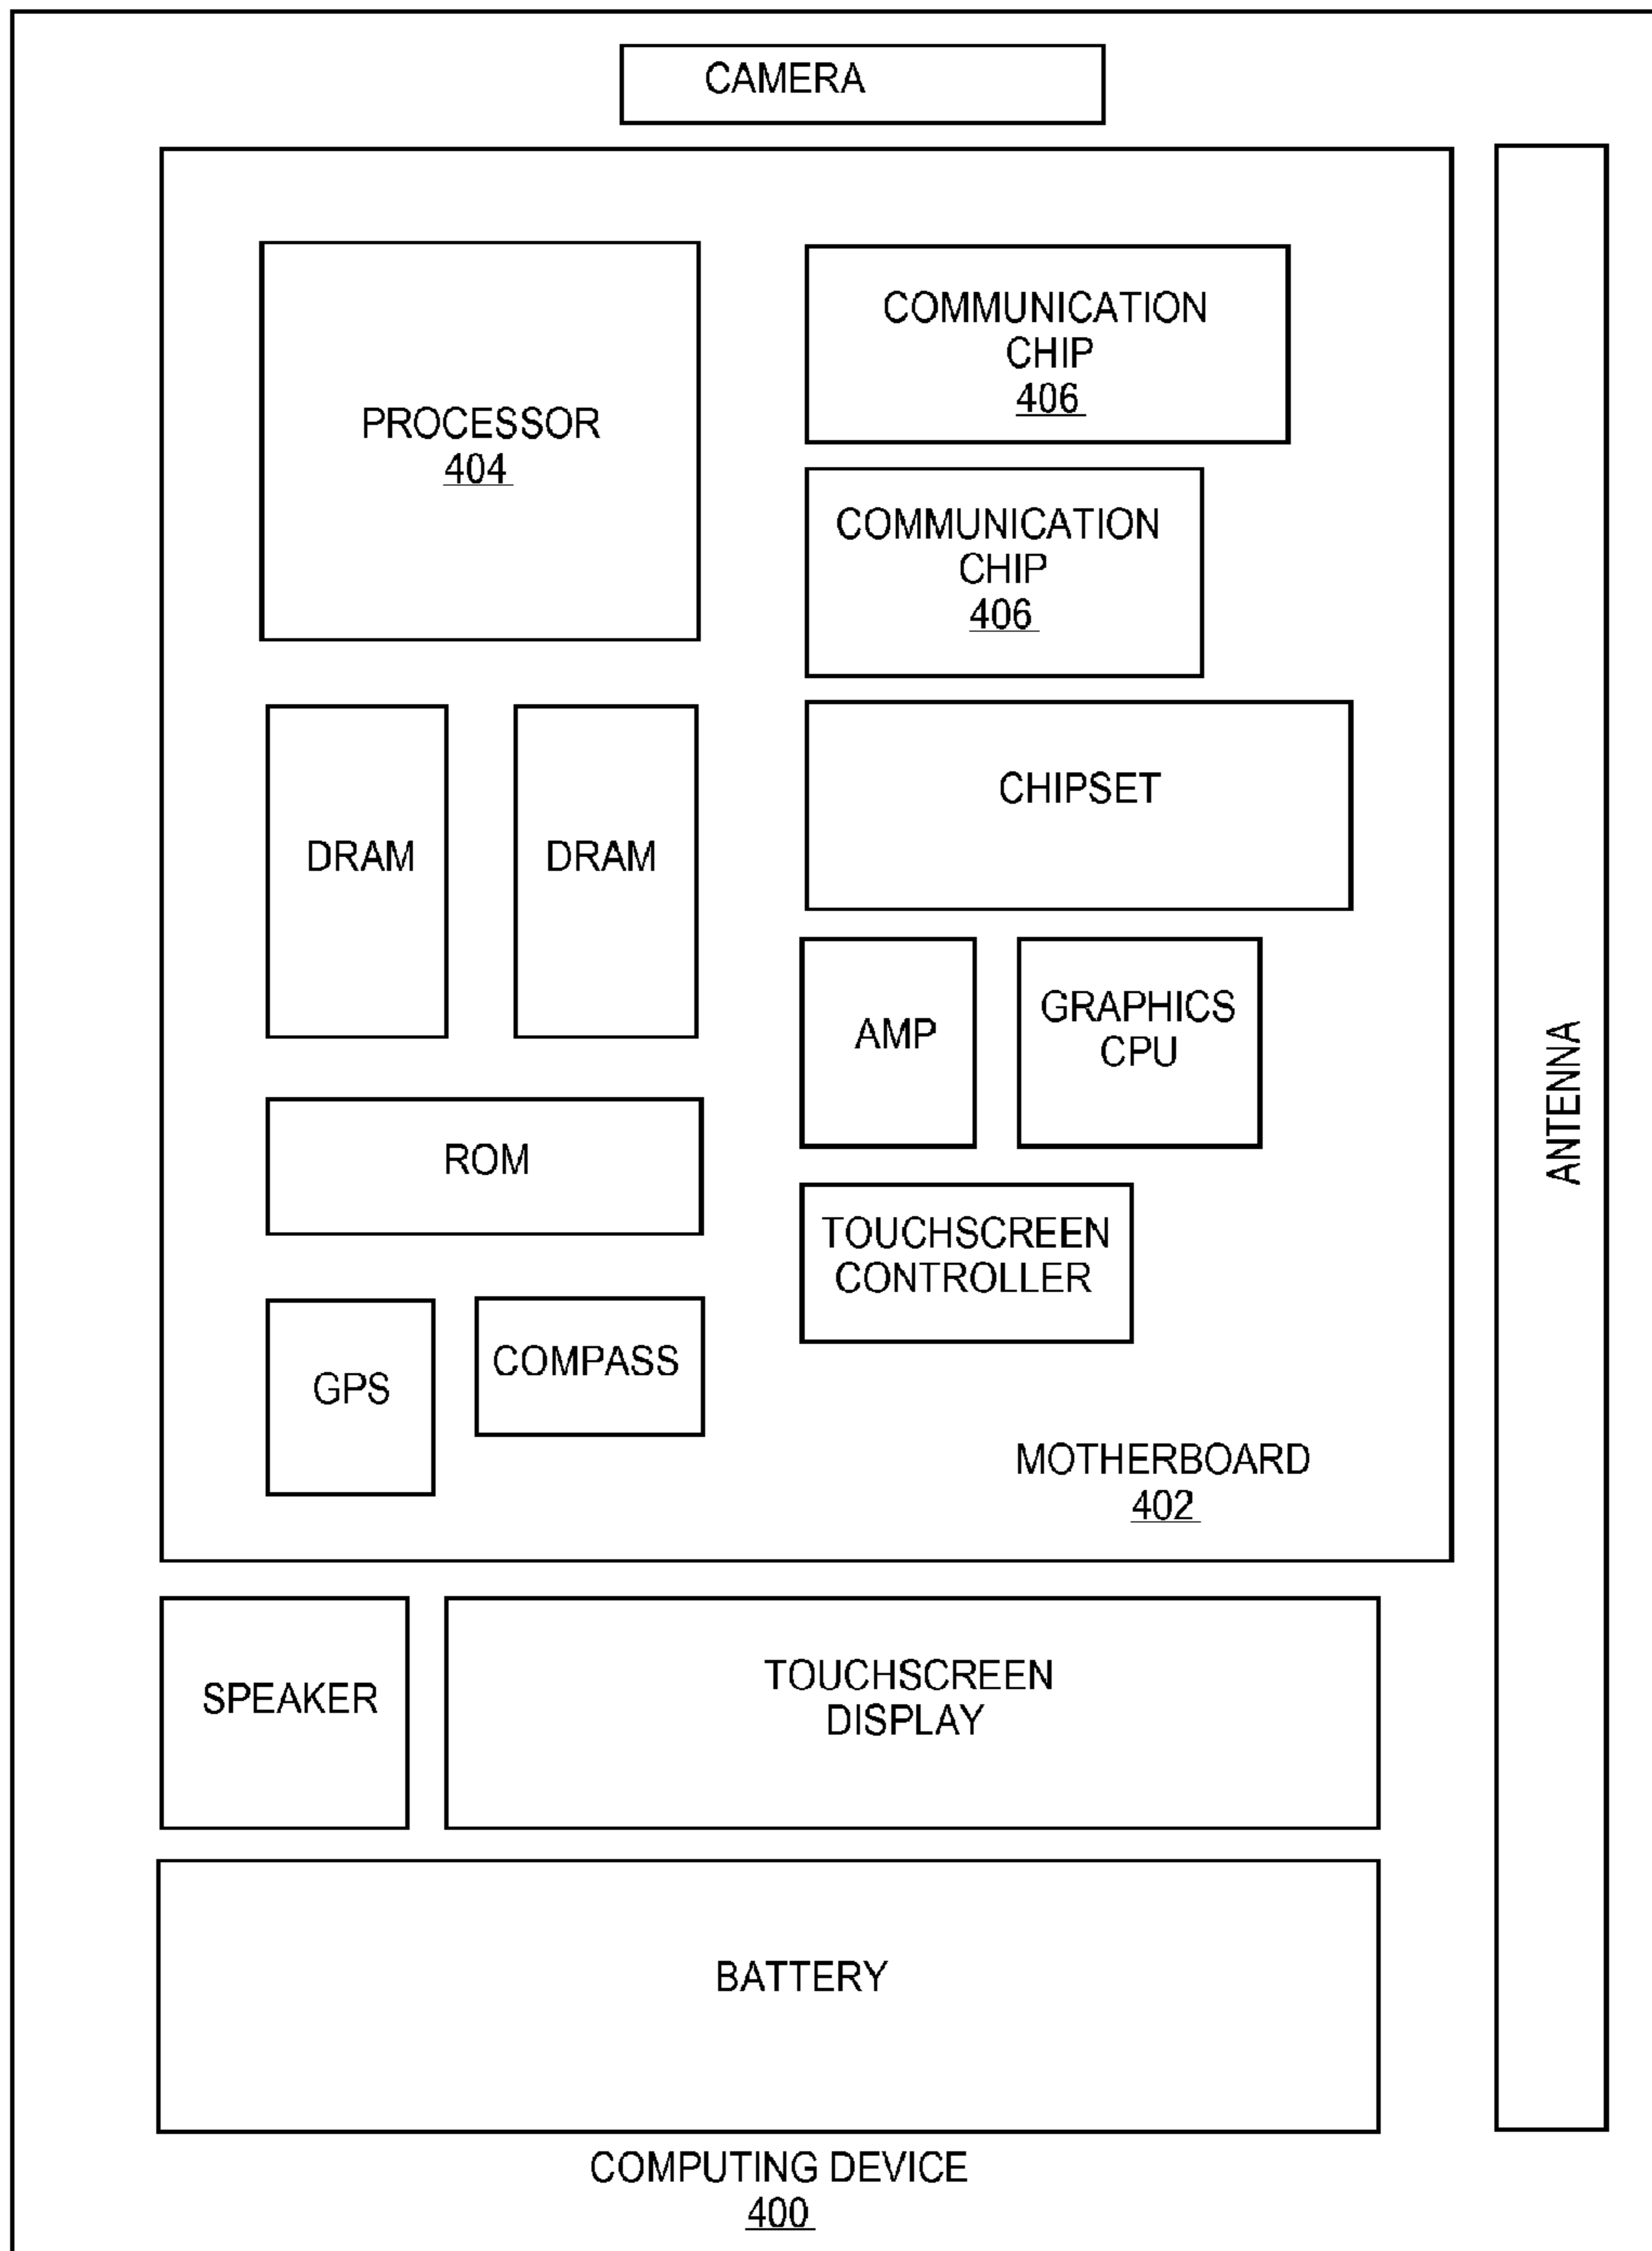 CAMERA
PROCESSOR
404
COMMUNICATION
CHIP
406
COMMUNICATION
CHIP
406
DRAM
DRAM
CHIPSET
AMP
GRAPHICS
CPU
ROM
TOUCHSCREEN
CONTROLLER
GPS
COMPASS
MOTHERBOARD
402
ANTENNA
SPEAKER
TOUCHSCREEN
DISPLAY
BATTERY
COMPUTING DEVICE
400